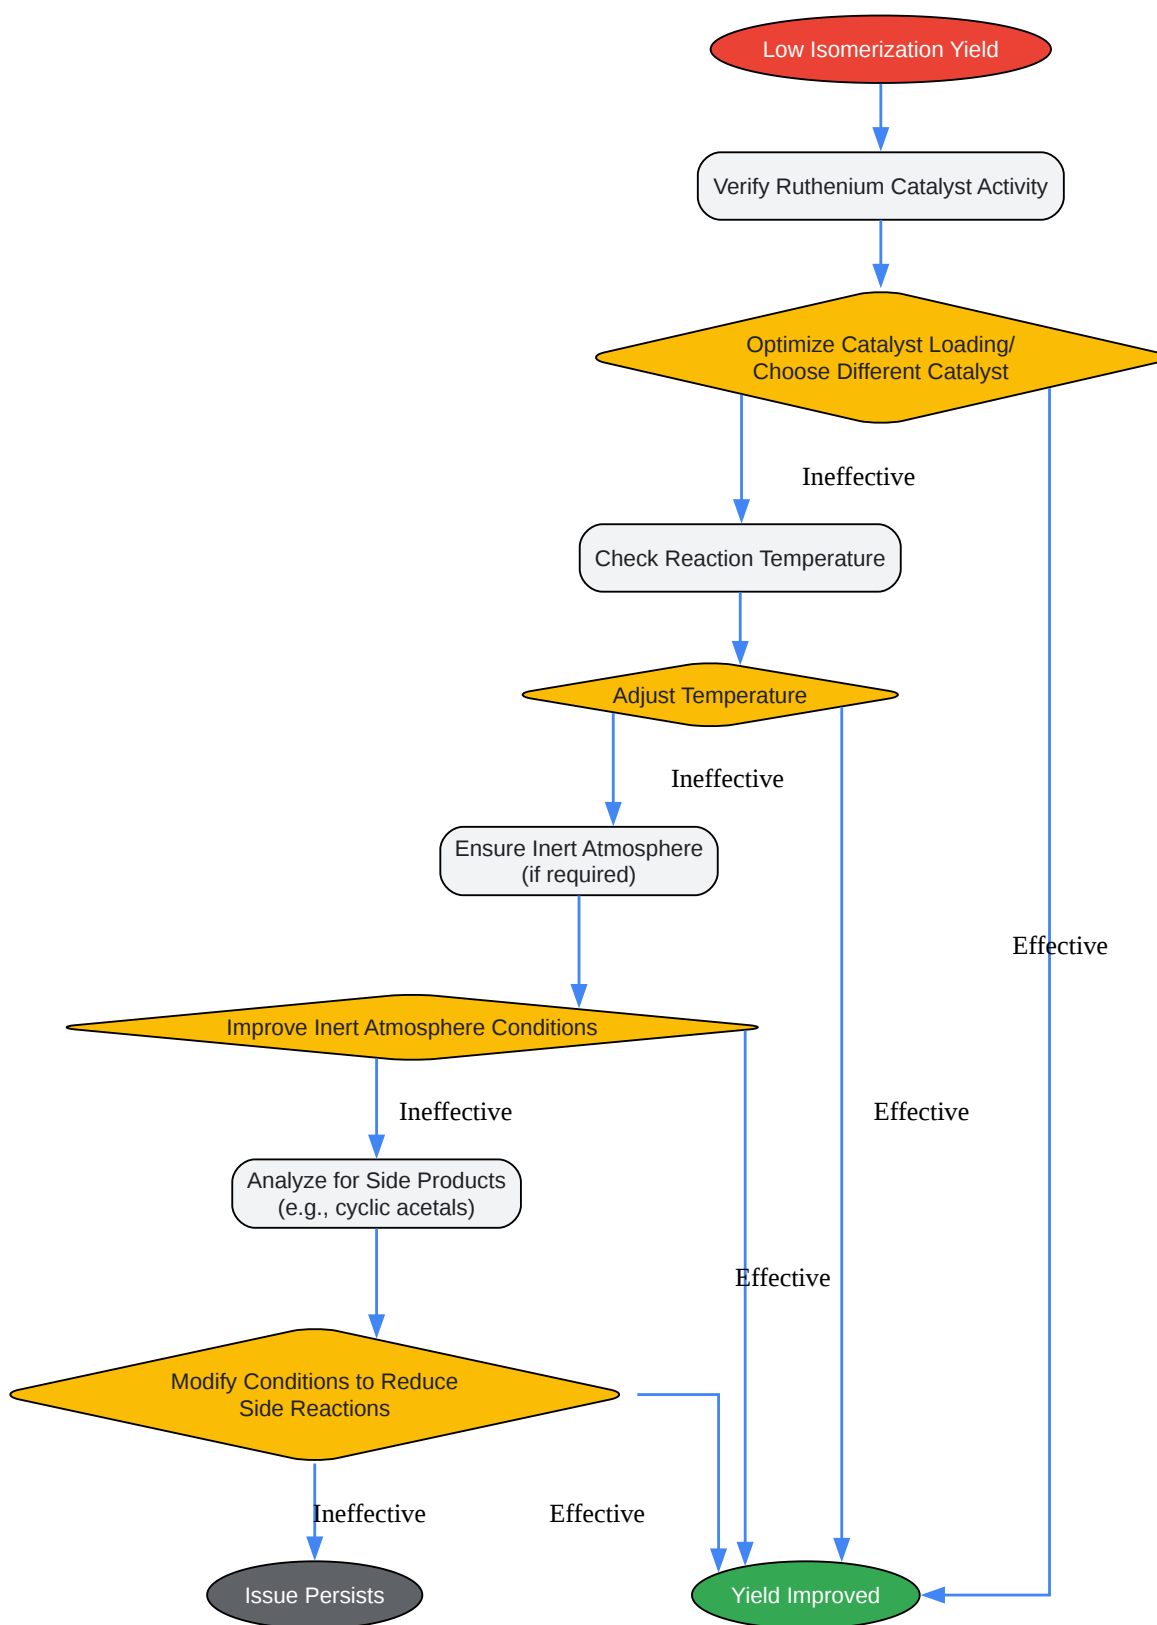 Low Isomerization Yield
Verify Ruthenium Catalyst Activity
Optimize Catalyst Loading/
Choose Different Catalyst
Ineffective
Check Reaction Temperature
Adjust Temperature
Ineffective
Ensure Inert Atmosphere
(if required)
Effective
Improve Inert Atmosphere Conditions
Ineffective
Effective
Analyze for Side Products
(e.g., cyclic acetals)
Effective
Modify Conditions to Reduce
Side Reactions
Ineffective
Effective
Issue Persists
Yield Improved